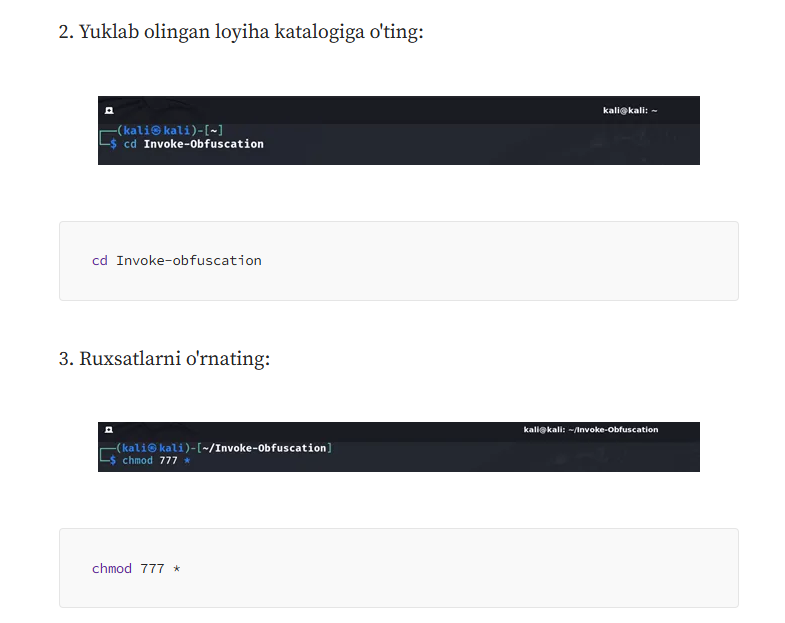 2. Yuklab olingan loyiha katalogiga o'ting:
kali@kali: ~
┌──(kali㉿kali)-[~]
└─$ cd Invoke-Obfuscation
cd Invoke-obfuscation
3. Ruxsatlarni o'rnating:
kali@kali: ~/Invoke-Obfuscation
┌──(kali㉿kali)-[~/Invoke-Obfuscation]
└─$ chmod 777 *
chmod 777 *